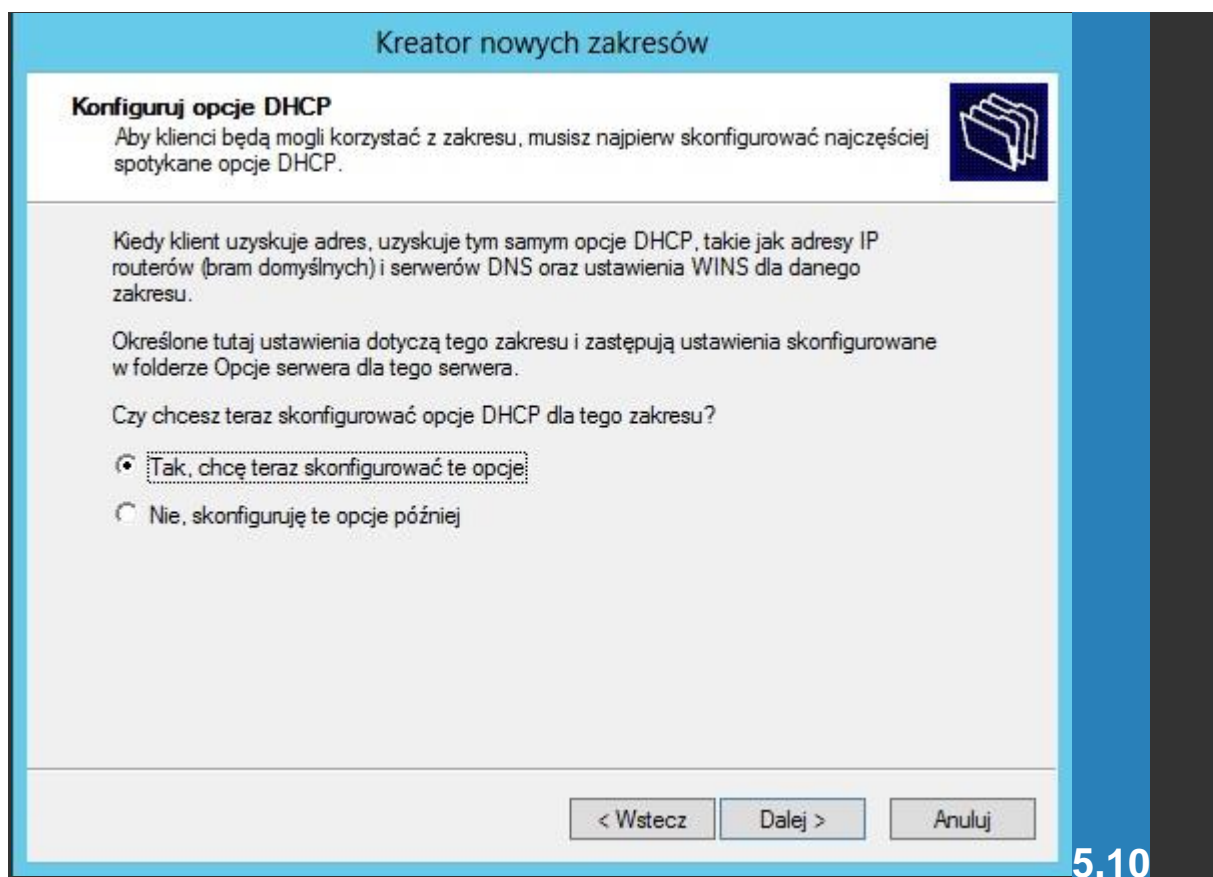 Kreator nowych zakresów
Konfiguruj opcje DHCP
Aby klienci będą mogli korzystać z zakresu, musisz najpierw skonfigurować najczęściej
spotykane opcje DHCP.
Kiedy klient uzyskuje adres, uzyskuje tym samym opcje DHCP, takie jak adresy IP
routerów (bram domyślnych) i serwerów DNS oraz ustawienia WINS dla danego
zakresu.
Określone tutaj ustawienia dotyczą tego zakresu i zastępują ustawienia skonfigurowane
w folderze Opcje serwera dla tego serwera.
Czy chcesz teraz skonfigurować opcje DHCP dla tego zakresu?
Tak, chcę teraz skonfigurować te opcje
Nie, skonfiguruję te opcje później
< Wstecz Dalej > Anuluj
5.10